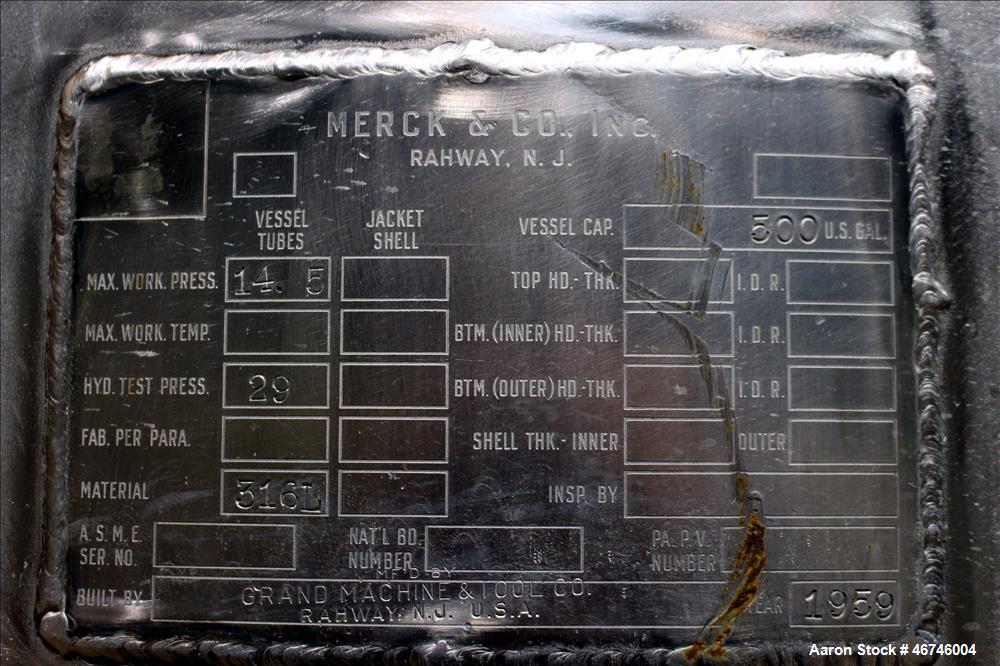 MERCK & CO., INC.
RAHWAY, N. J.
VESSEL TUBES JACKET SHELL
VESSEL CAP. 500 U.S. GAL.
MAX. WORK. PRESS. 14.5 TOP HD.-THK. I.D.R.
MAX. WORK. TEMP. BTM. (INNER) HD.-THK. I.D.R.
HYD. TEST PRESS. 29 BTM. (OUTER) HD.-THK. I.D.R.
FAB. PER PARA. SHELL THK.- INNER OUTER
MATERIAL 316L INSP. BY
A.S.M.E. SER. NO. NAT'L BD. NUMBER PA. P.V. NUMBER
MF'D BY
BUILT BY GRAND MACHINE & TOOL CO. YEAR 1959
RAHWAY, N.J. U.S.A.
Aaron Stock # 46746004